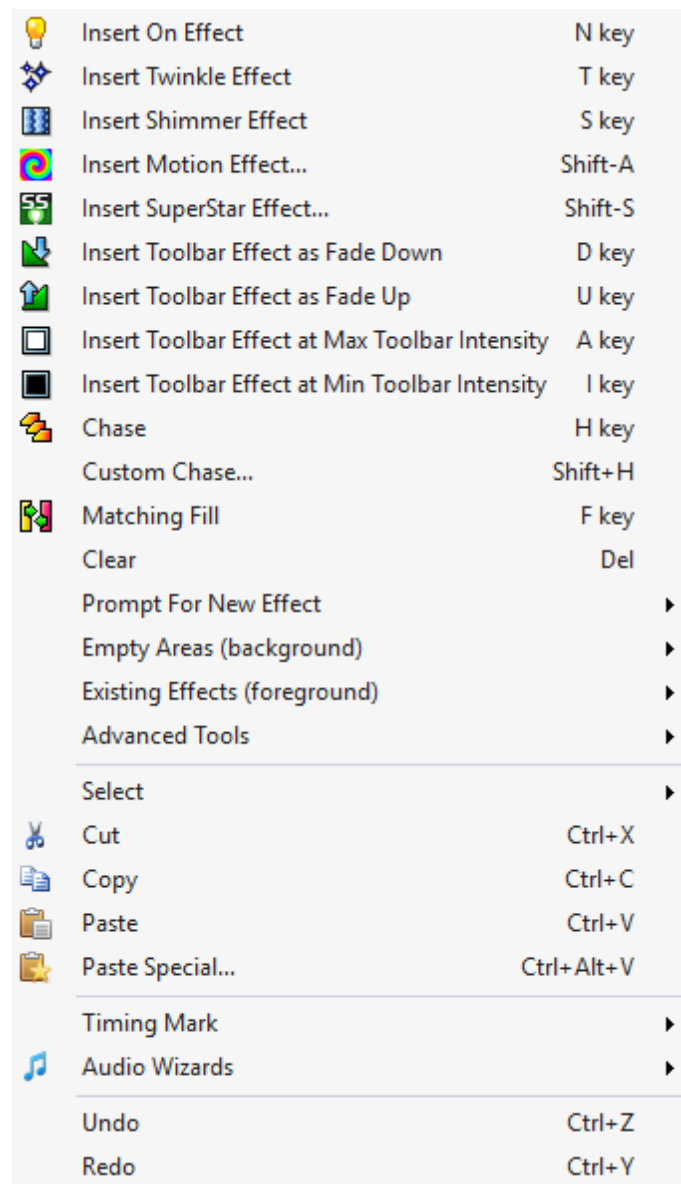 Insert On Effect N key
Insert Twinkle Effect T key
Insert Shimmer Effect S key
Insert Motion Effect... Shift-A
SS Insert SuperStar Effect... Shift-S
Insert Toolbar Effect as Fade Down D key
Insert Toolbar Effect as Fade Up U key
Insert Toolbar Effect at Max Toolbar Intensity A key
Insert Toolbar Effect at Min Toolbar Intensity I key
Chase H key
Custom Chase... Shift+H
Matching Fill F key
Clear Del
Prompt For New Effect
Empty Areas (background)
Existing Effects (foreground)
Advanced Tools
Select
Cut Ctrl+X
Copy Ctrl+C
Paste Ctrl+V
Paste Special... Ctrl+Alt+V
Timing Mark
Audio Wizards
Undo Ctrl+Z
Redo Ctrl+Y